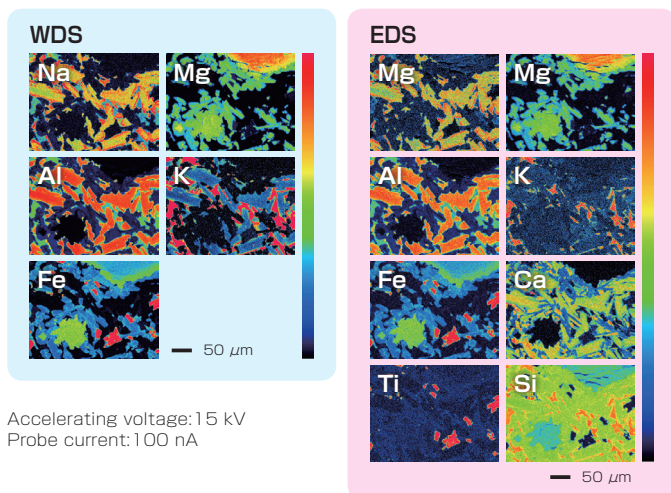 WDS
Na
Mg
Al
K
Fe
50 μm
Accelerating voltage:15 kV
Probe current:100 nA
EDS
Mg
Mg
Al
K
Fe
Ca
Ti
Si
50 μm